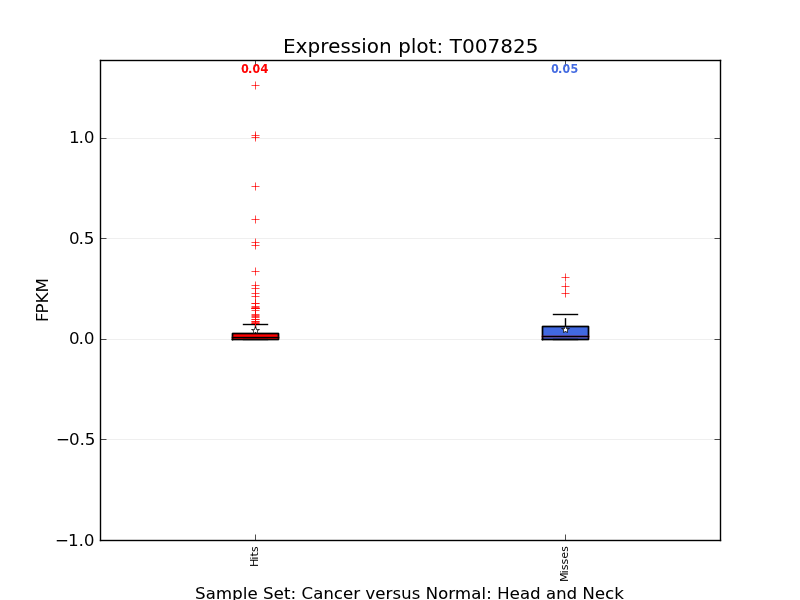 Expression plot: T007825
0.04
0.05
1.0
0.5
0.0
−0.5
−1.0
FPKM
Hits
Misses
Sample Set: Cancer versus Normal: Head and Neck